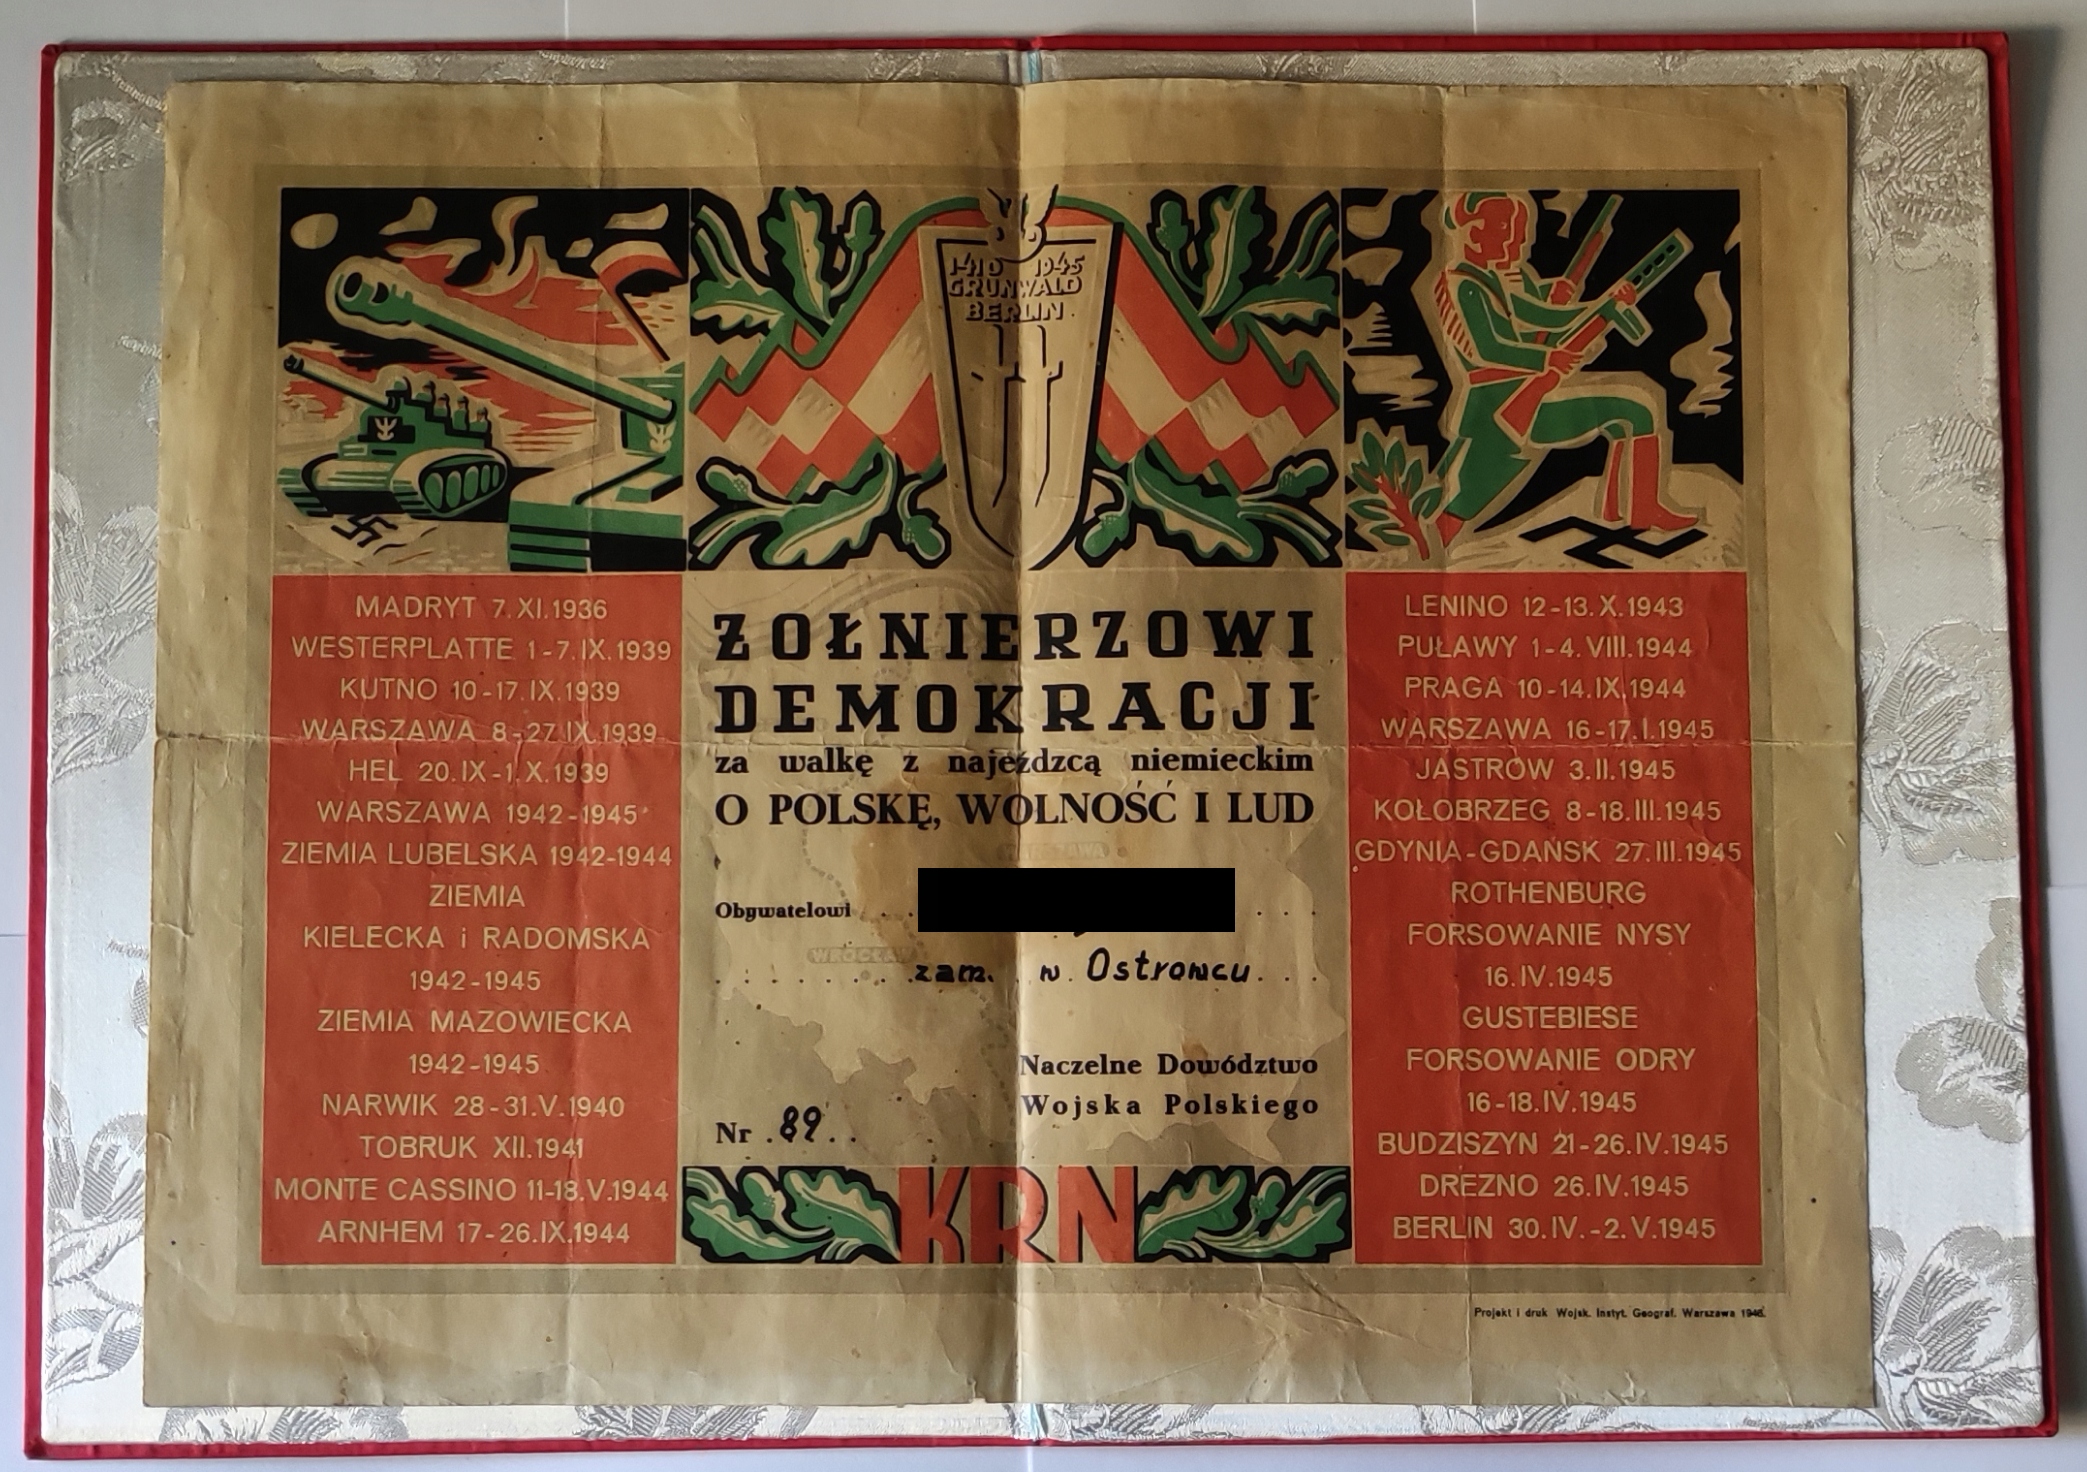 1410 1945
GRUNWALD
BERLIN
MADRYT 7.XI.1936
WESTERPLATTE 1-7.IX.1939
KUTNO 10-17.IX.1939
WARSZAWA 8-27 IX.1939
HEL 20.IX-1.X.1939
WARSZAWA 1942-1945
ZIEMIA LUBELSKA 1942-1944
ZIEMIA
KIELECKA i RADOMSKA
1942-1945
ZIEMIA MAZOWIECKA
1942-1945
NARWIK 28-31.V.1940
TOBRUK XII.1941
MONTE CASSINO 11-18.V.1944
ARNHEM 17-26.IX.1944
ŻOŁNIERZOWI
DEMOKRACJI
za walkę z najeźdzcą niemieckim
O POLSKĘ, WOLNOŚĆ I LUD
WARSZAWA
Obywatelowi
WROCŁAW
zam. w Ostrowcu
Naczelne Dowództwo
Wojska Polskiego
Nr 89
KRN
LENINO 12-13.X.1943
PUŁAWY 1-4.VIII.1944
PRAGA 10-14.IX.1944
WARSZAWA 16-17.I.1945
JASTRÓW 3.II.1945
KOŁOBRZEG 8-18.III.1945
GDYNIA-GDAŃSK 27.III.1945
ROTHENBURG
FORSOWANIE NYSY
16.IV.1945
GUSTEBIESE
FORSOWANIE ODRY
16-18.IV.1945
BUDZISZYN 21-26.IV.1945
DREZNO 26.IV.1945
BERLIN 30.IV.-2.V.1945
Projekt i druk Wojsk. Instyt. Geograf. Warszawa 1946.